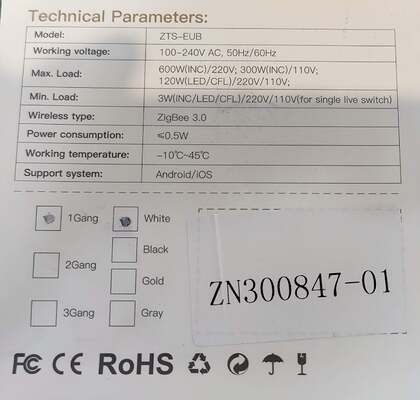 Technical Parameters:
Model: ZTS-EUB
Working voltage: 100-240V AC, 50Hz/60Hz
Max. Load: 600W(INC)/220V; 300W(INC)/110V;
120W(LED/CFL)/220V/110V;
Min. Load: 3W(INC/LED/CFL)/220V/110V(for single live switch)
Wireless type: ZigBee 3.0
Power consumption: ≤0.5W
Working temperature: -10℃~45℃
Support system: Android/iOS
1Gang White
Black
2Gang
Gold
3Gang Gray
ZN300847-01
FC CE RoHS